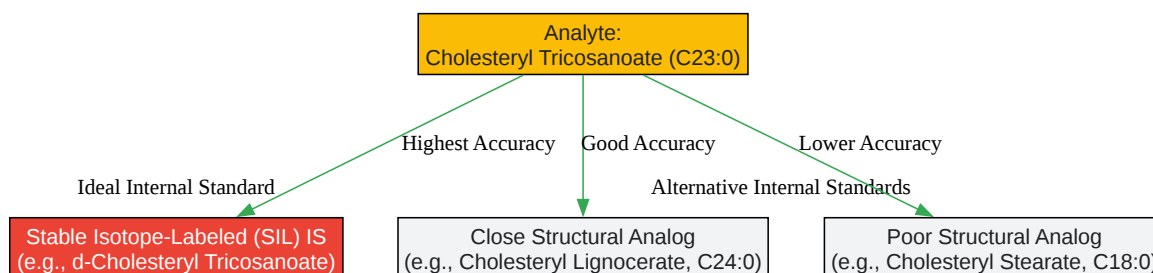 Analyte:
Cholesteryl Tricosanoate (C23:0)
Highest Accuracy
Good Accuracy
Lower Accuracy
Ideal Internal Standard
Alternative Internal Standards
Stable Isotope-Labeled (SIL) IS
(e.g., d-Cholesteryl Tricosanoate)
Close Structural Analog
(e.g., Cholesteryl Lignocerate, C24:0)
Poor Structural Analog
(e.g., Cholesteryl Stearate, C18:0)